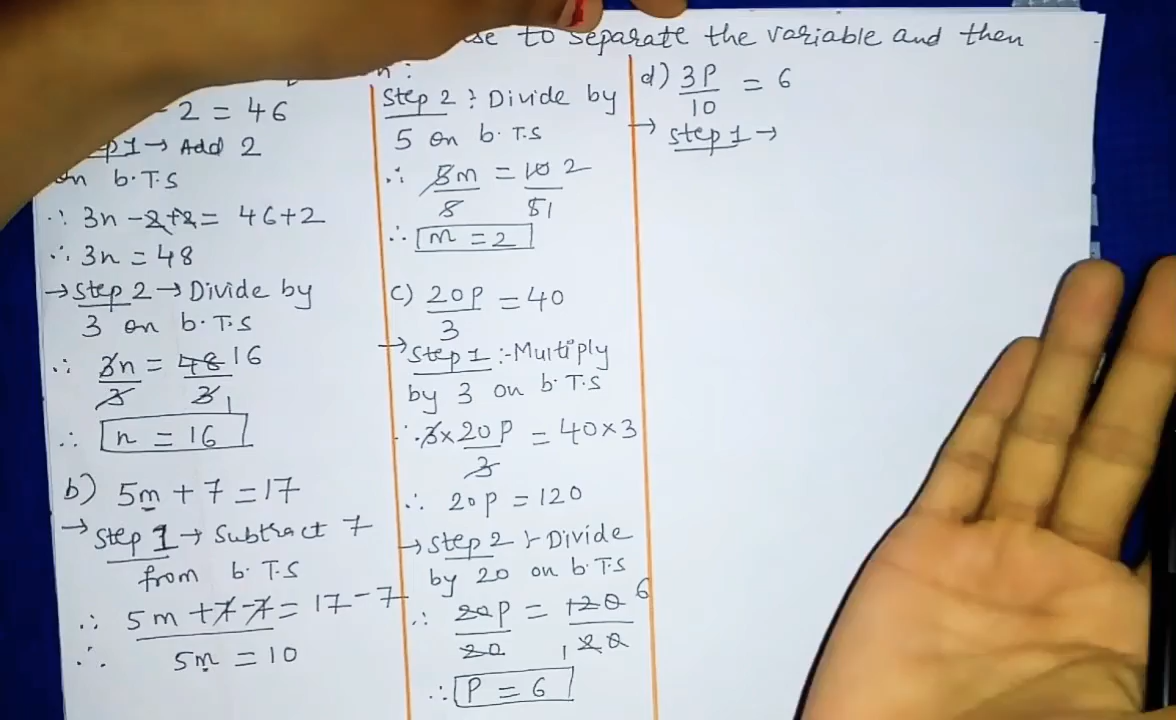 to separate the variable and then
2 = 46
→ Add 2
on b.T.S
∴ 3n -2+2 = 46+2
∴ 3n = 48
→ Step 2 → Divide by
3 on b.T.S
∴ 3n/3 = 48/3 16 1
∴ n = 16
b) 5m + 7 = 17
→ Step 1 → Subtract 7
from b.T.S
∴ 5m +7-7 = 17-7
∴ 5m = 10
Step 2 : Divide by
5 on b.T.S
∴ 5m/5 = 10/5 2 1
∴ m = 2
c) 20P/3 = 40
→ Step 1 :- Multiply
by 3 on b.T.S
∴ 3×20P/3 = 40×3
∴ 20P = 120
→ Step 2 :- Divide
by 20 on b.T.S
∴ 20P/20 = 120/20 6 1
∴ P = 6
d) 3P/10 = 6
→ Step 1 →